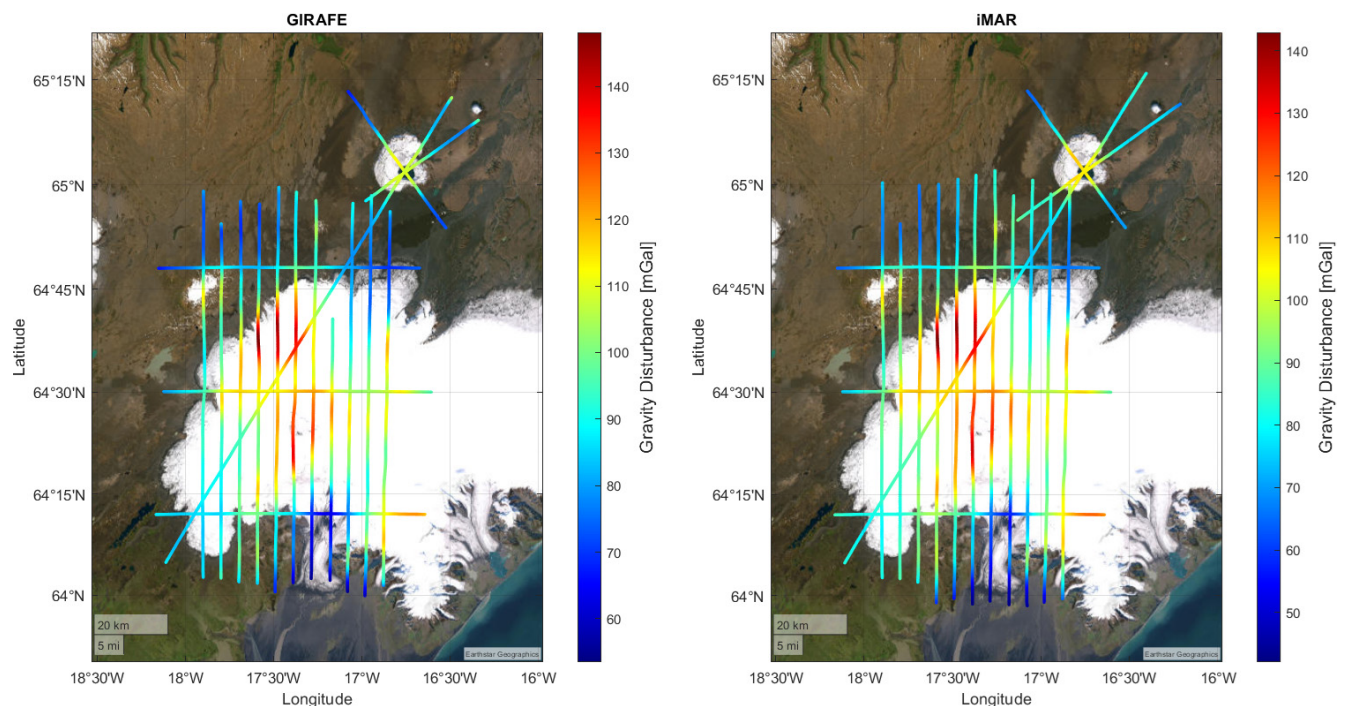 GIRAFE
65°15'N
65°N
64°45'N
64°30'N
64°15'N
64°N
Latitude
20 km
5 mi
Earthstar Geographics
18°30'W
18°W
17°30'W
17°W
16°30'W
16°W
Longitude
140
130
120
110
100
90
80
70
60
Gravity Disturbance [mGal]
iMAR
65°15'N
65°N
64°45'N
64°30'N
64°15'N
64°N
Latitude
20 km
5 mi
Earthstar Geographics
18°30'W
18°W
17°30'W
17°W
16°30'W
16°W
Longitude
140
130
120
110
100
90
80
70
60
50
Gravity Disturbance [mGal]